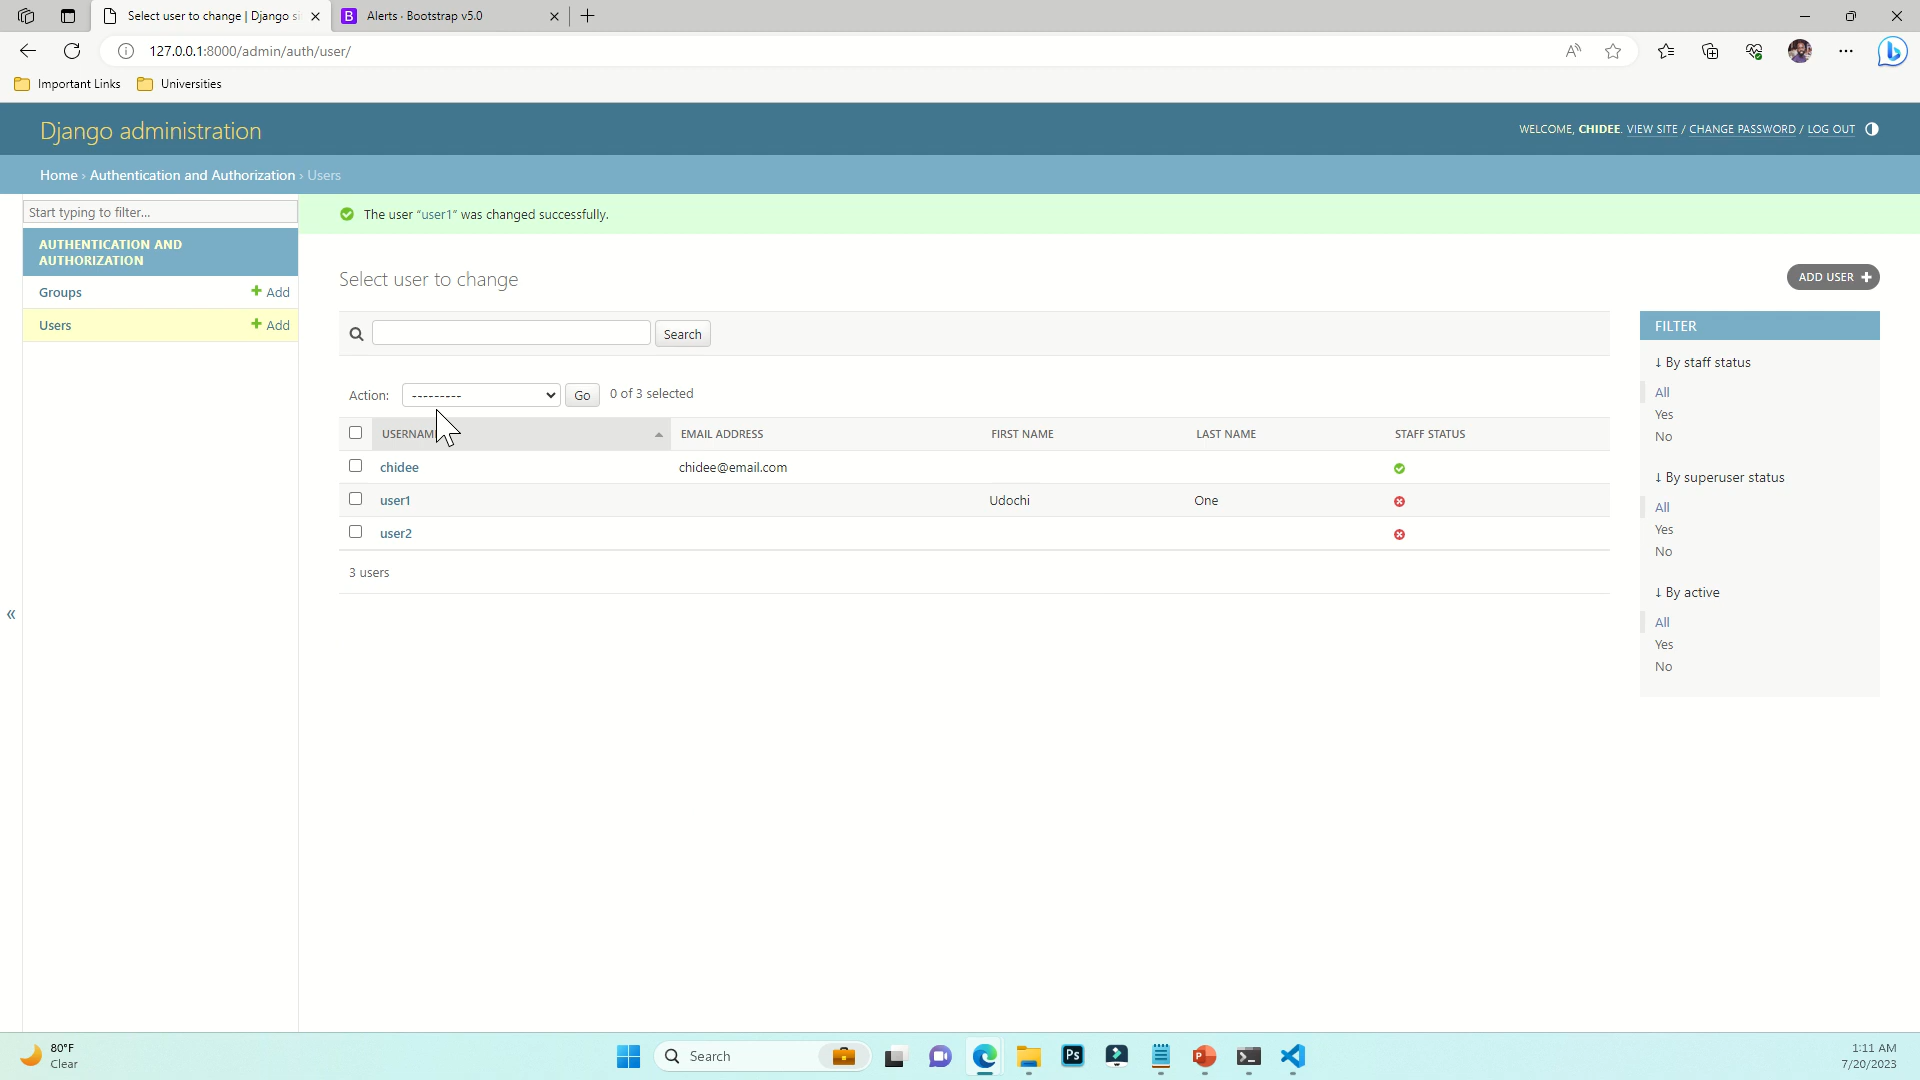 Select user to change | Django si
Alerts · Bootstrap v5.0
127.0.0.1:8000/admin/auth/user/
Important Links
Universities
Django administration
WELCOME, CHIDEE. VIEW SITE / CHANGE PASSWORD / LOG OUT
Home › Authentication and Authorization › Users
Start typing to filter...
The user “user1” was changed successfully.
AUTHENTICATION AND
AUTHORIZATION
Groups
+ Add
Users
+ Add
Select user to change
ADD USER +
Search
Action:
---------
Go
0 of 3 selected
USERNAM
EMAIL ADDRESS
FIRST NAME
LAST NAME
STAFF STATUS
chidee
chidee@email.com
user1
Udochi
One
user2
3 users
FILTER
↓ By staff status
All
Yes
No
↓ By superuser status
All
Yes
No
↓ By active
All
Yes
No
«
80°F
Clear
Search
Ps
1:11 AM
7/20/2023